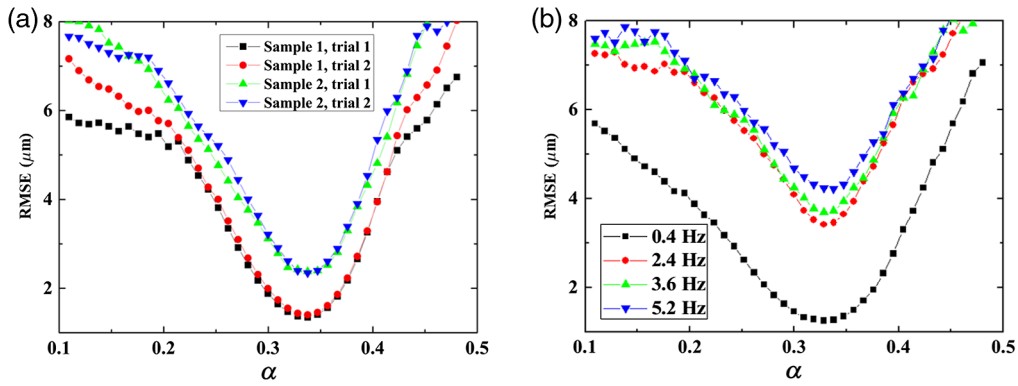 (a)
8
6
4
2
RMSE (μm)
Sample 1, trial 1
Sample 1, trial 2
Sample 2, trial 1
Sample 2, trial 2
0.1 0.2 0.3 0.4 0.5
α
(b)
8
6
4
2
RMSE (μm)
0.4 Hz
2.4 Hz
3.6 Hz
5.2 Hz
0.1 0.2 0.3 0.4 0.5
α